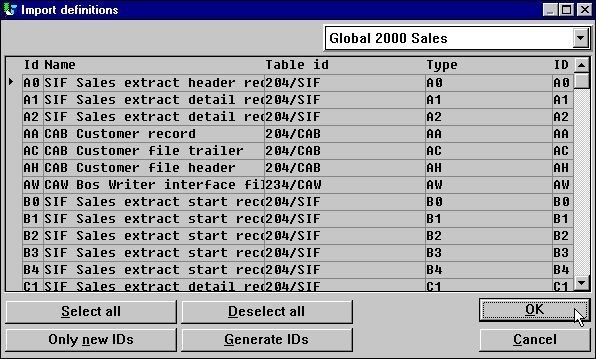 Import definitions
Global 2000 Sales
Id Name Table id Type ID
A0 SIF Sales extract header rec 204/SIF A0 A0
A1 SIF Sales extract detail rec 204/SIF A1 A1
A2 SIF Sales extract detail rec 204/SIF A2 A2
AA CAB Customer record 204/CAB AA AA
AC CAB Customer file trailer 204/CAB AC AC
AH CAB Customer file header 204/CAB AH AH
AW CAW Bos Writer interface fil 234/CAW AW AW
B0 SIF Sales extract start reco 204/SIF B0 B0
B1 SIF Sales extract start reco 204/SIF B1 B1
B2 SIF Sales extract start reco 204/SIF B2 B2
B3 SIF Sales extract start reco 204/SIF B3 B3
B4 SIF Sales extract start reco 204/SIF B4 B4
C1 SIF Sales extract detail rec 204/SIF C1 C1
Select all Deselect all OK
Only new IDs Generate IDs Cancel